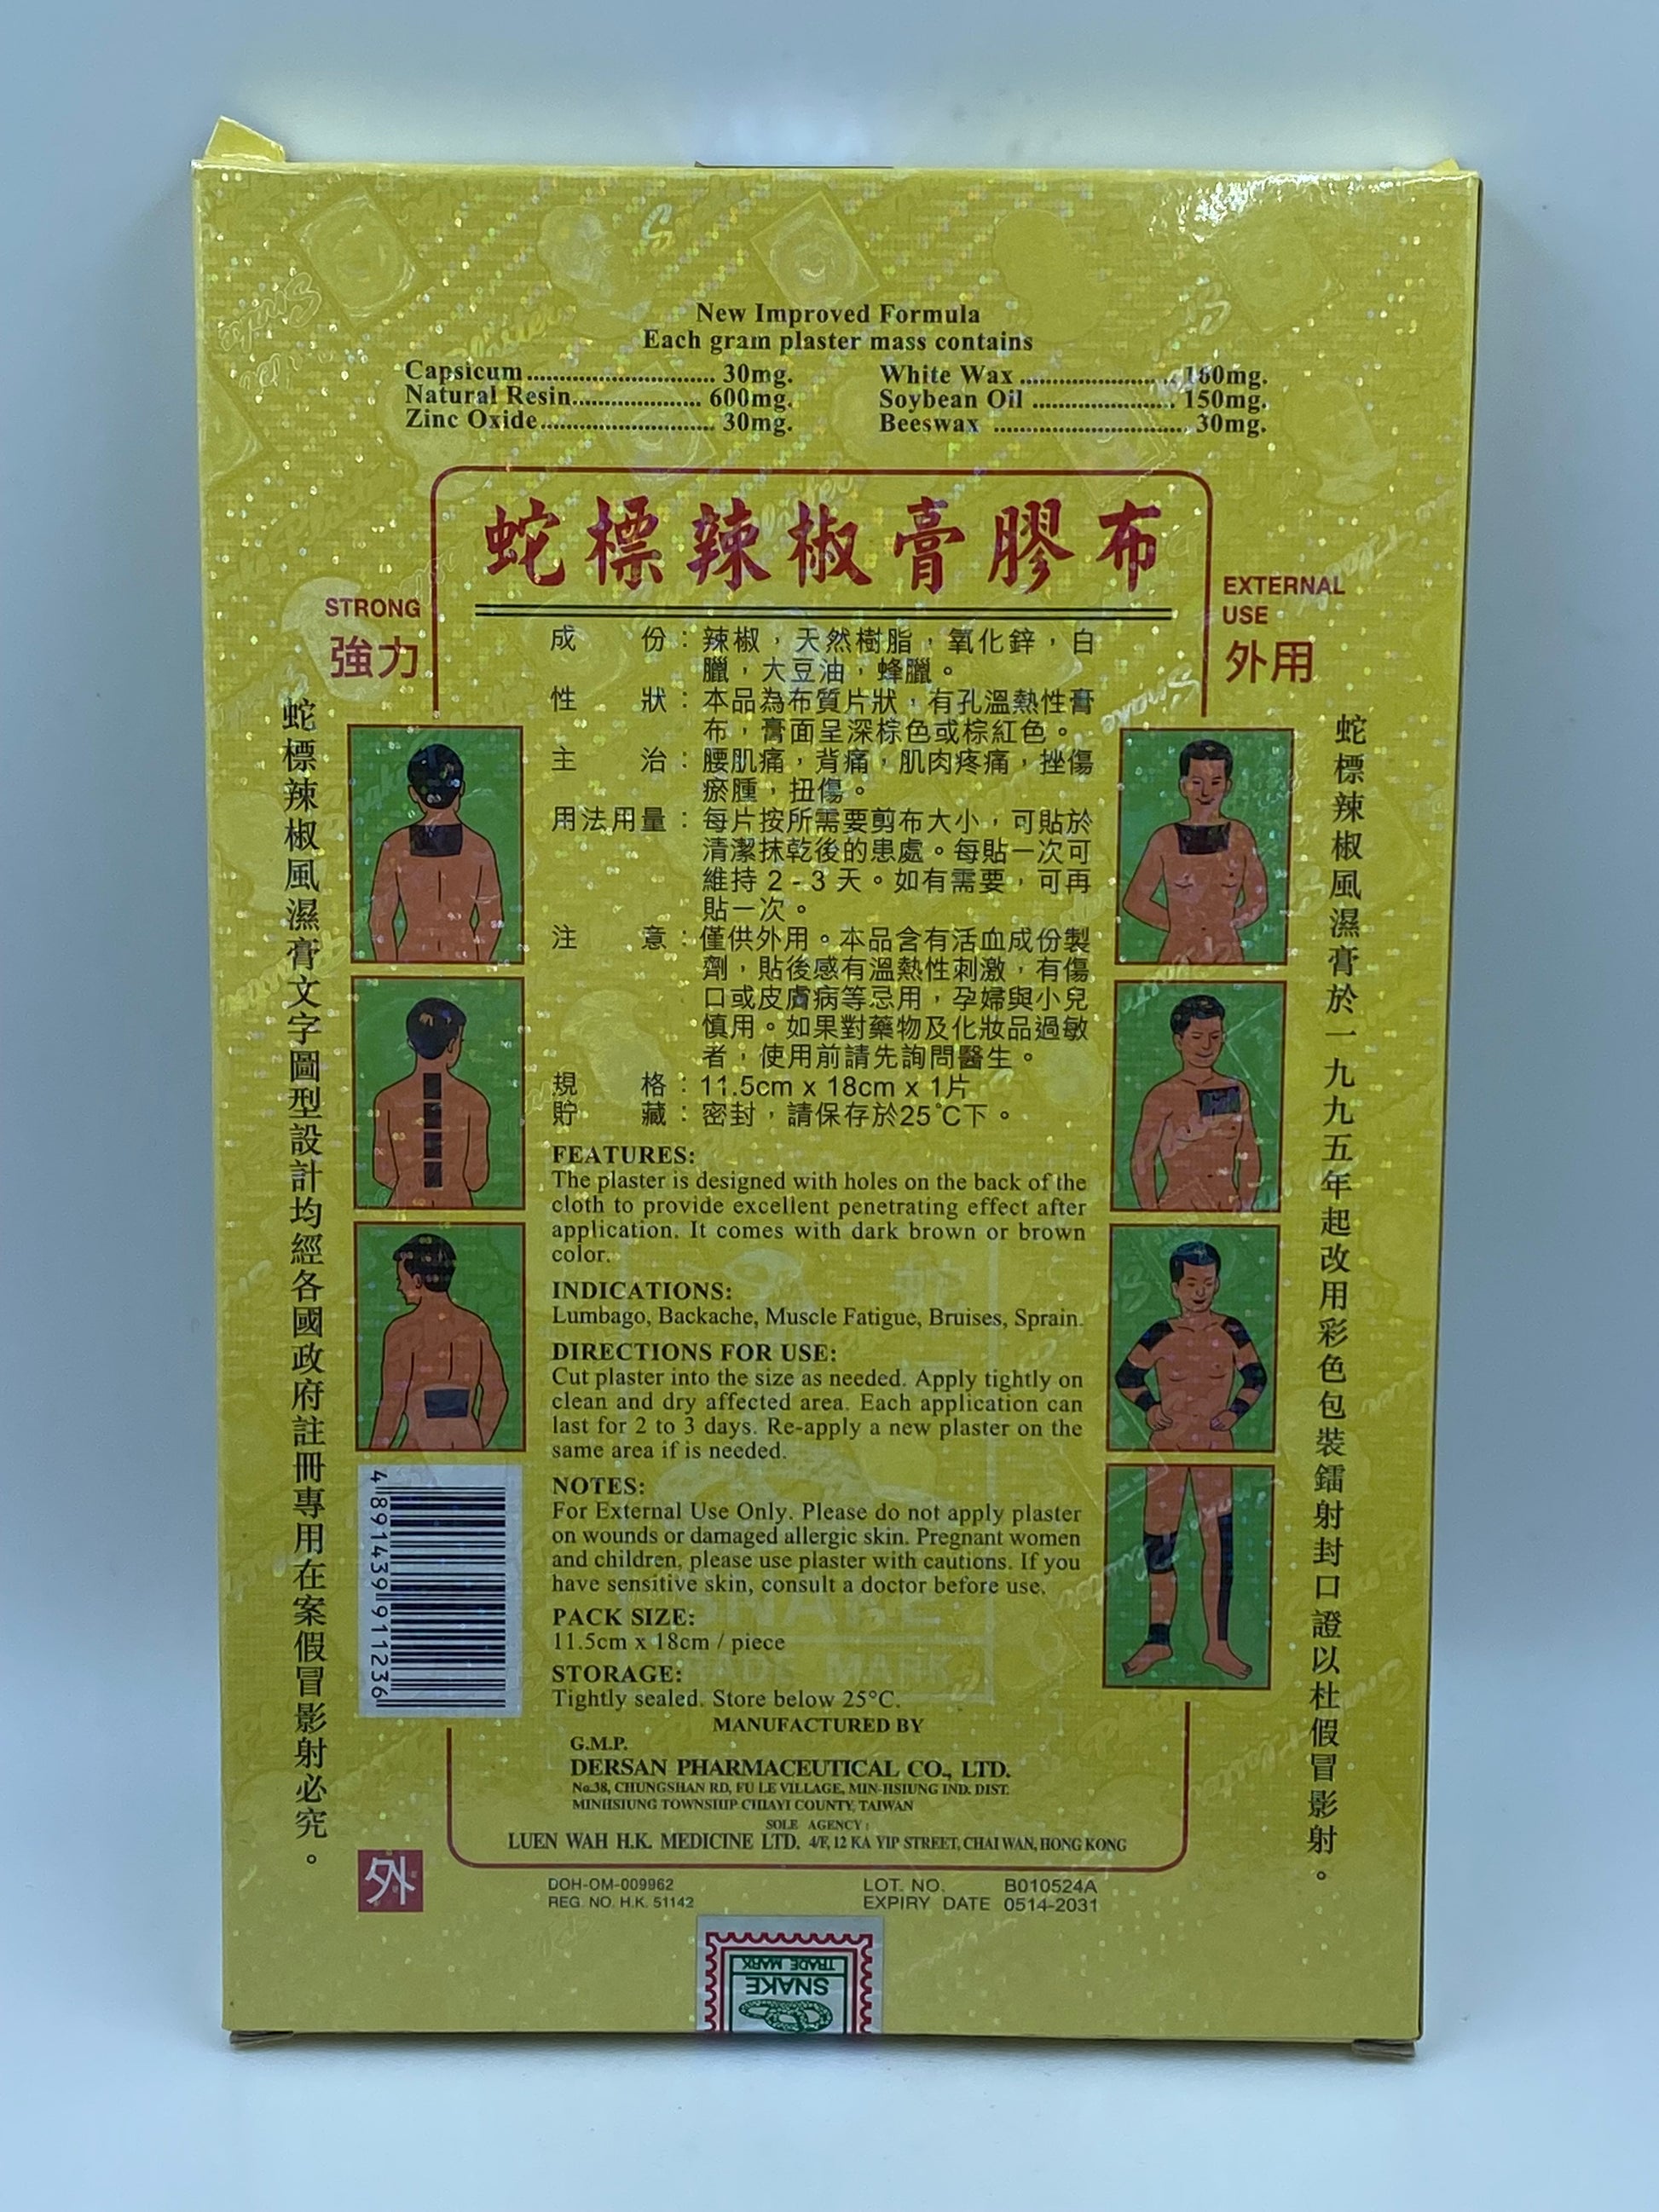 New Improved Formula
Each gram plaster mass contains
Capsicum.......................... 30mg.
Natural Resin.................. 600mg.
Zinc Oxide........................ 30mg.
White Wax ....................... 160mg.
Soybean Oil .................... 150mg.
Beeswax ........................... 30mg.
蛇標辣椒膏膠布
STRONG
強力
EXTERNAL
USE
外用
成份：辣椒，天然樹脂，氧化鋅，白
臘，大豆油，蜂臘。
性狀：本品為布質片狀，有孔溫熱性膏
布，膏面呈深棕色或棕紅色。
主治：腰肌痛，背痛，肌肉疼痛，挫傷
瘀腫，扭傷。
用法用量：每片按所需要剪布大小，可貼於
清潔抹乾後的患處。每貼一次可
維持 2 - 3 天。如有需要，可再
貼一次。
注意：僅供外用。本品含有活血成份製
劑，貼後感有溫熱性刺激，有傷
口或皮膚病等忌用，孕婦與小兒
慎用。如果對藥物及化妝品過敏
者，使用前請先詢問醫生。
規格：11.5cm x 18cm x 1片
貯藏：密封，請保存於25°C下。
FEATURES:
The plaster is designed with holes on the back of the
cloth to provide excellent penetrating effect after
application. It comes with dark brown or brown
color.
INDICATIONS:
Lumbago, Backache, Muscle Fatigue, Bruises, Sprain.
DIRECTIONS FOR USE:
Cut plaster into the size as needed. Apply tightly on
clean and dry affected area. Each application can
last for 2 to 3 days. Re-apply a new plaster on the
same area if is needed.
NOTES:
For External Use Only. Please do not apply plaster
on wounds or damaged allergic skin. Pregnant women
and children, please use plaster with cautions. If you
have sensitive skin, consult a doctor before use.
PACK SIZE:
11.5cm x 18cm / piece
STORAGE:
Tightly sealed. Store below 25°C.
MANUFACTURED BY
G.M.P.
DERSAN PHARMACEUTICAL CO., LTD.
No.38, CHUNGSHAN RD, FU LE VILLAGE, MIN-HSIUNG IND. DIST.
MINHSIUNG TOWNSHIP CHIAYI COUNTY, TAIWAN
SOLE AGENCY:
LUEN WAH H.K. MEDICINE LTD. 4/F, 12 KA YIP STREET, CHAI WAN, HONG KONG
蛇標辣椒風濕膏文字圖型設計均經各國政府註冊專用在案假冒影射必究。
蛇標辣椒風濕膏於一九九五年起改用彩色包裝鐳射封口證以杜假冒影射。
4 891439 911236
外
DOH-OM-009962
REG. NO. H.K. 51142
LOT. NO. B010524A
EXPIRY DATE 0514-2031
SNAKE
TRADE MARK